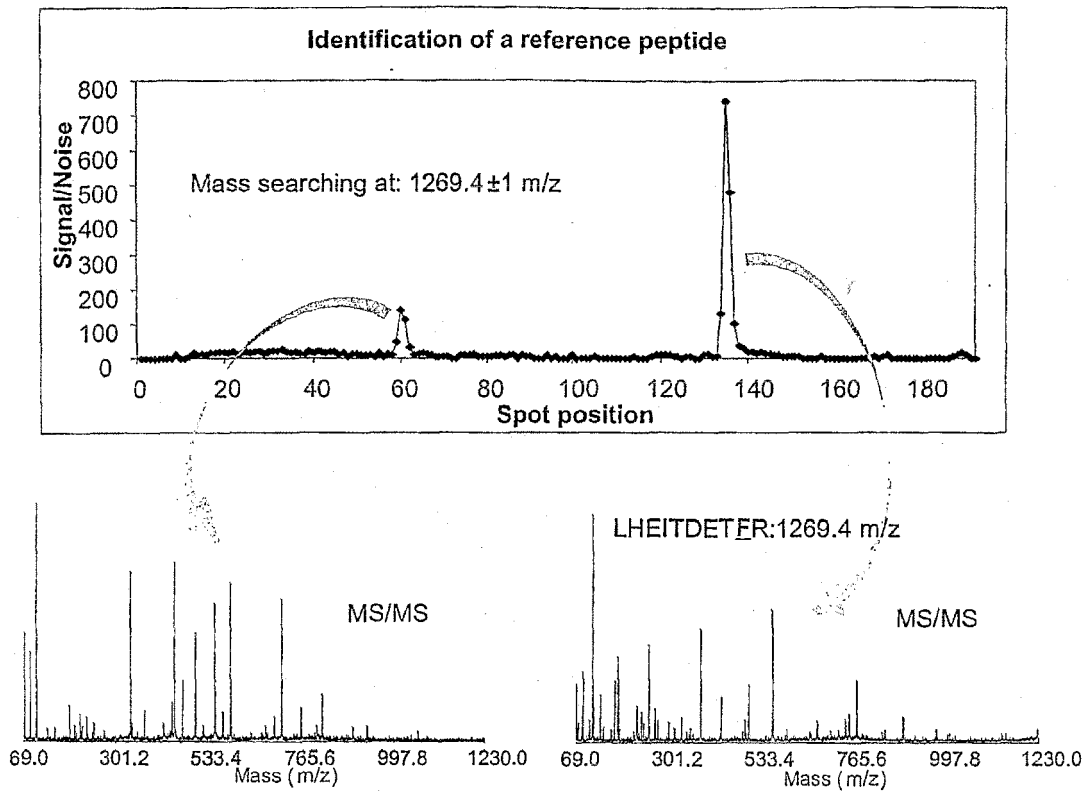 Identification of a reference peptide
Signal/Noise
800
700
600
500
400
300
200
100
0
Mass searching at: 1269.4±1 m/z
0 20 40 60 80 100 120 140 160 180
Spot position
LHEITDETFR:1269.4 m/z
MS/MS
MS/MS
69.0 301.2 533.4 765.6 997.8 1230.0
Mass (m/z)
69.0 301.2 533.4 765.6 997.8 1230.0
Mass (m/z)